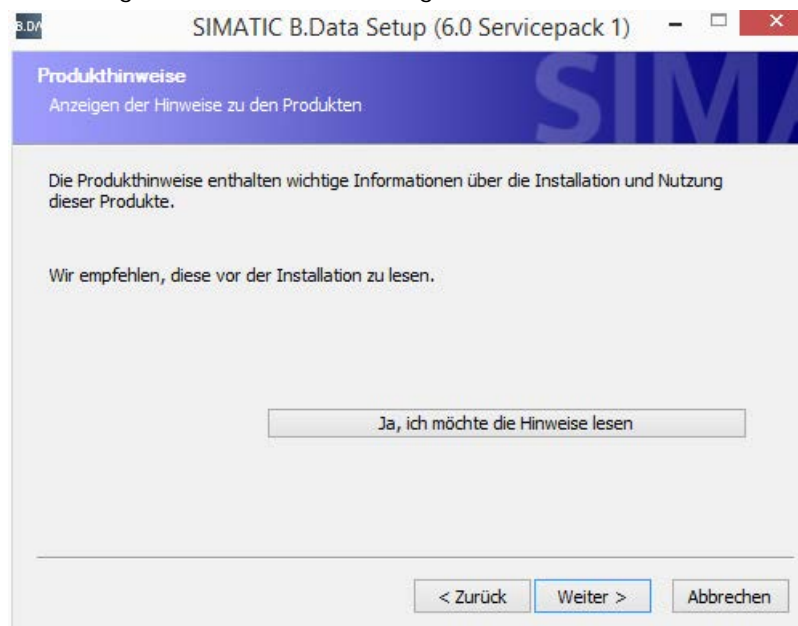 B.DA
SIMATIC B.Data Setup (6.0 Servicepack 1)
Produkthinweise
Anzeigen der Hinweise zu den Produkten
SIMA
Die Produkthinweise enthalten wichtige Informationen über die Installation und Nutzung
dieser Produkte.
Wir empfehlen, diese vor der Installation zu lesen.
Ja, ich möchte die Hinweise lesen
< Zurück Weiter > Abbrechen